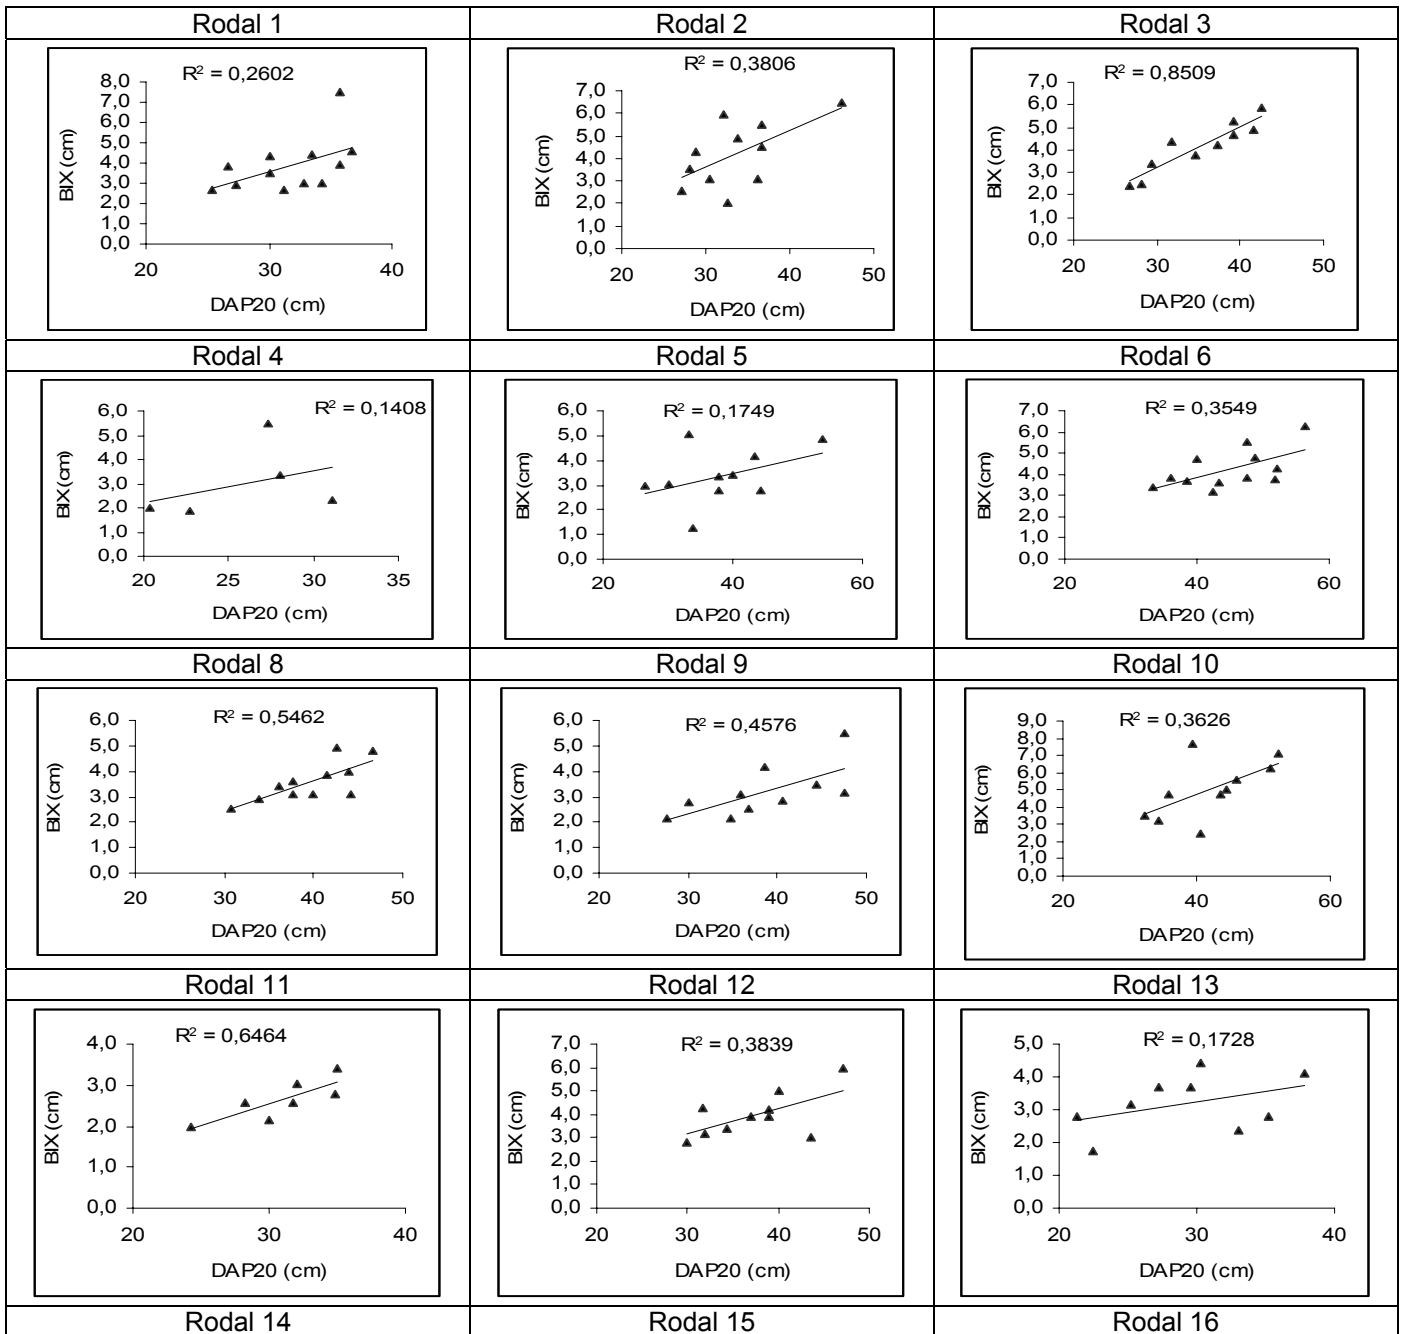 Rodal 1
Rodal 2
Rodal 3
R² = 0,2602
8,0
7,0
6,0
5,0
4,0
3,0
2,0
1,0
0,0
BIX (cm)
20 30 40
DAP20 (cm)
R² = 0,3806
7,0
6,0
5,0
4,0
3,0
2,0
1,0
0,0
BIX (cm)
20 30 40 50
DAP20 (cm)
R² = 0,8509
7,0
6,0
5,0
4,0
3,0
2,0
1,0
0,0
BIX (cm)
20 30 40 50
DAP20 (cm)
Rodal 4
Rodal 5
Rodal 6
R² = 0,1408
6,0
5,0
4,0
3,0
2,0
1,0
0,0
BIX (cm)
20 25 30 35
DAP20 (cm)
R² = 0,1749
6,0
5,0
4,0
3,0
2,0
1,0
0,0
BIX (cm)
20 40 60
DAP20 (cm)
R² = 0,3549
7,0
6,0
5,0
4,0
3,0
2,0
1,0
0,0
BIX (cm)
20 40 60
DAP20 (cm)
Rodal 8
Rodal 9
Rodal 10
R² = 0,5462
6,0
5,0
4,0
3,0
2,0
1,0
0,0
BIX (cm)
20 30 40 50
DAP20 (cm)
R² = 0,4576
6,0
5,0
4,0
3,0
2,0
1,0
0,0
BIX (cm)
20 30 40 50
DAP20 (cm)
R² = 0,3626
9,0
8,0
7,0
6,0
5,0
4,0
3,0
2,0
1,0
0,0
BIX (cm)
20 40 60
DAP20 (cm)
Rodal 11
Rodal 12
Rodal 13
R² = 0,6464
4,0
3,0
2,0
1,0
0,0
BIX (cm)
20 30 40
DAP20 (cm)
R² = 0,3839
7,0
6,0
5,0
4,0
3,0
2,0
1,0
0,0
BIX (cm)
20 30 40 50
DAP20 (cm)
R² = 0,1728
5,0
4,0
3,0
2,0
1,0
0,0
BIX (cm)
20 30 40
DAP20 (cm)
Rodal 14
Rodal 15
Rodal 16